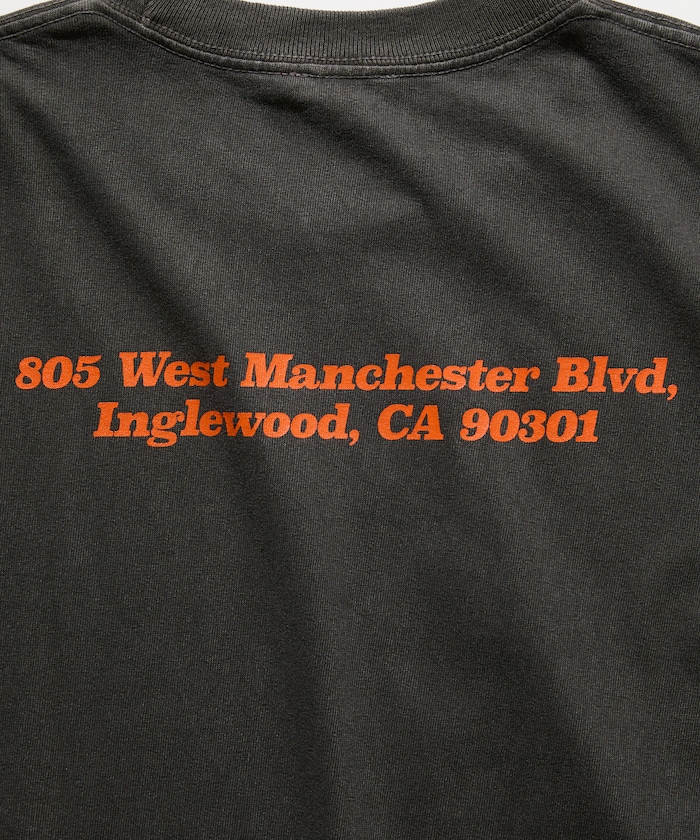 805 West Manchester Blvd,
Inglewood, CA 90301